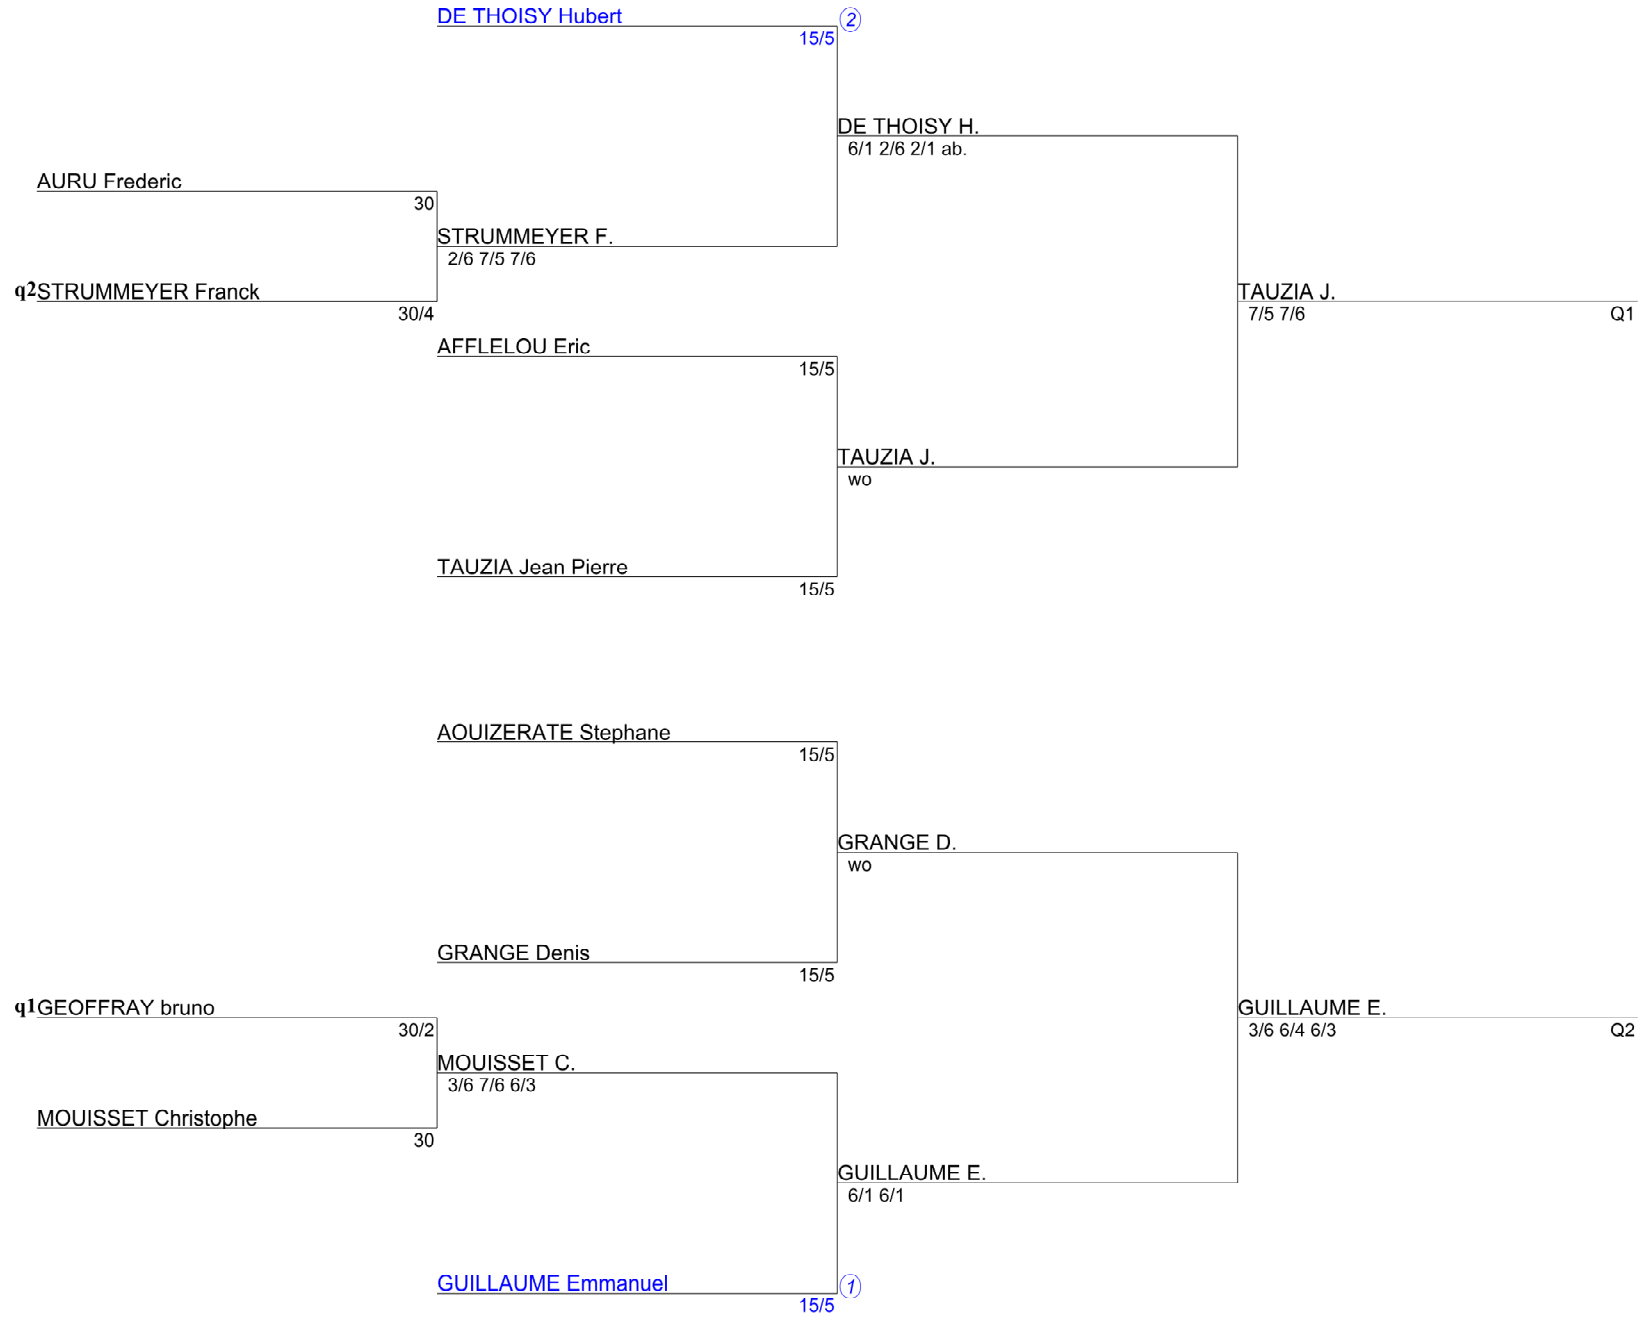 DE THOISY Hubert
2
15/5
DE THOISY H.
6/1 2/6 2/1 ab.
AURU Frederic
30
STRUMMEYER F.
2/6 7/5 7/6
q2 STRUMMEYER Franck
30/4
TAUZIA J.
7/5 7/6
Q1
AFFLELOU Eric
15/5
TAUZIA J.
wo
TAUZIA Jean Pierre
15/5
AOUIZERATE Stephane
15/5
GRANGE D.
wo
GRANGE Denis
15/5
q1 GEOFFRAY bruno
30/2
GUILLAUME E.
3/6 6/4 6/3
Q2
MOUISSET C.
3/6 7/6 6/3
MOUISSET Christophe
30
GUILLAUME E.
6/1 6/1
GUILLAUME Emmanuel
1
15/5